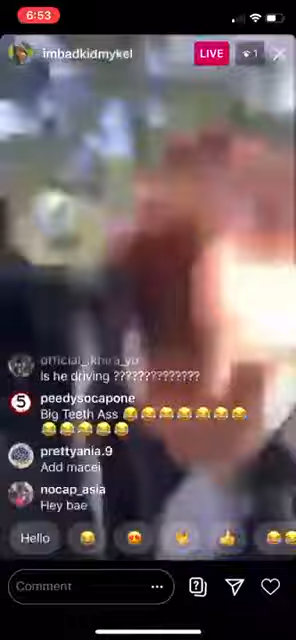 6:53
imbadkidmykel LIVE 1
Is he driving ??????????????
peedysocapone
Big Teeth Ass 😂😂😂😂😂😂😂
😂😂😂😂😂
prettyania.9
Add macei
nocap_asia
Hey bae
Hello 😂 😍 👍 😂😂
Comment